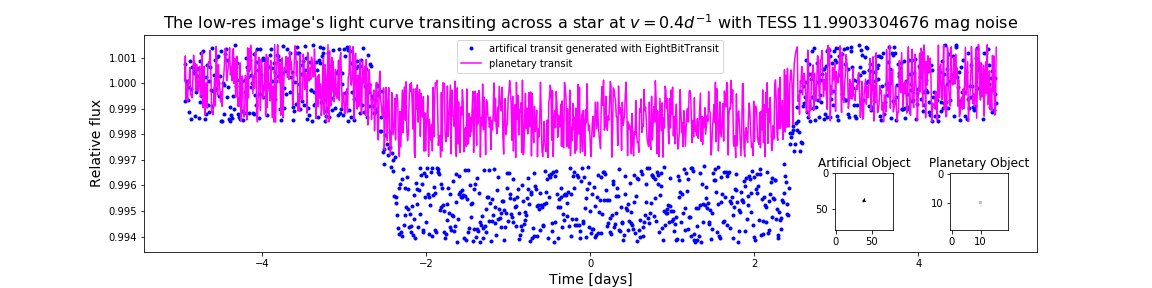 The low-res image's light curve transiting across a star at v = 0.4d⁻¹ with TESS 11.9903304676 mag noise
artifical transit generated with EightBitTransit
planetary transit
Relative flux
1.001
1.000
0.999
0.998
0.997
0.996
0.995
0.994
Artificial Object
0
50
0 50
Planetary Object
0
10
0 10
−4 −2 0 2 4
Time [days]